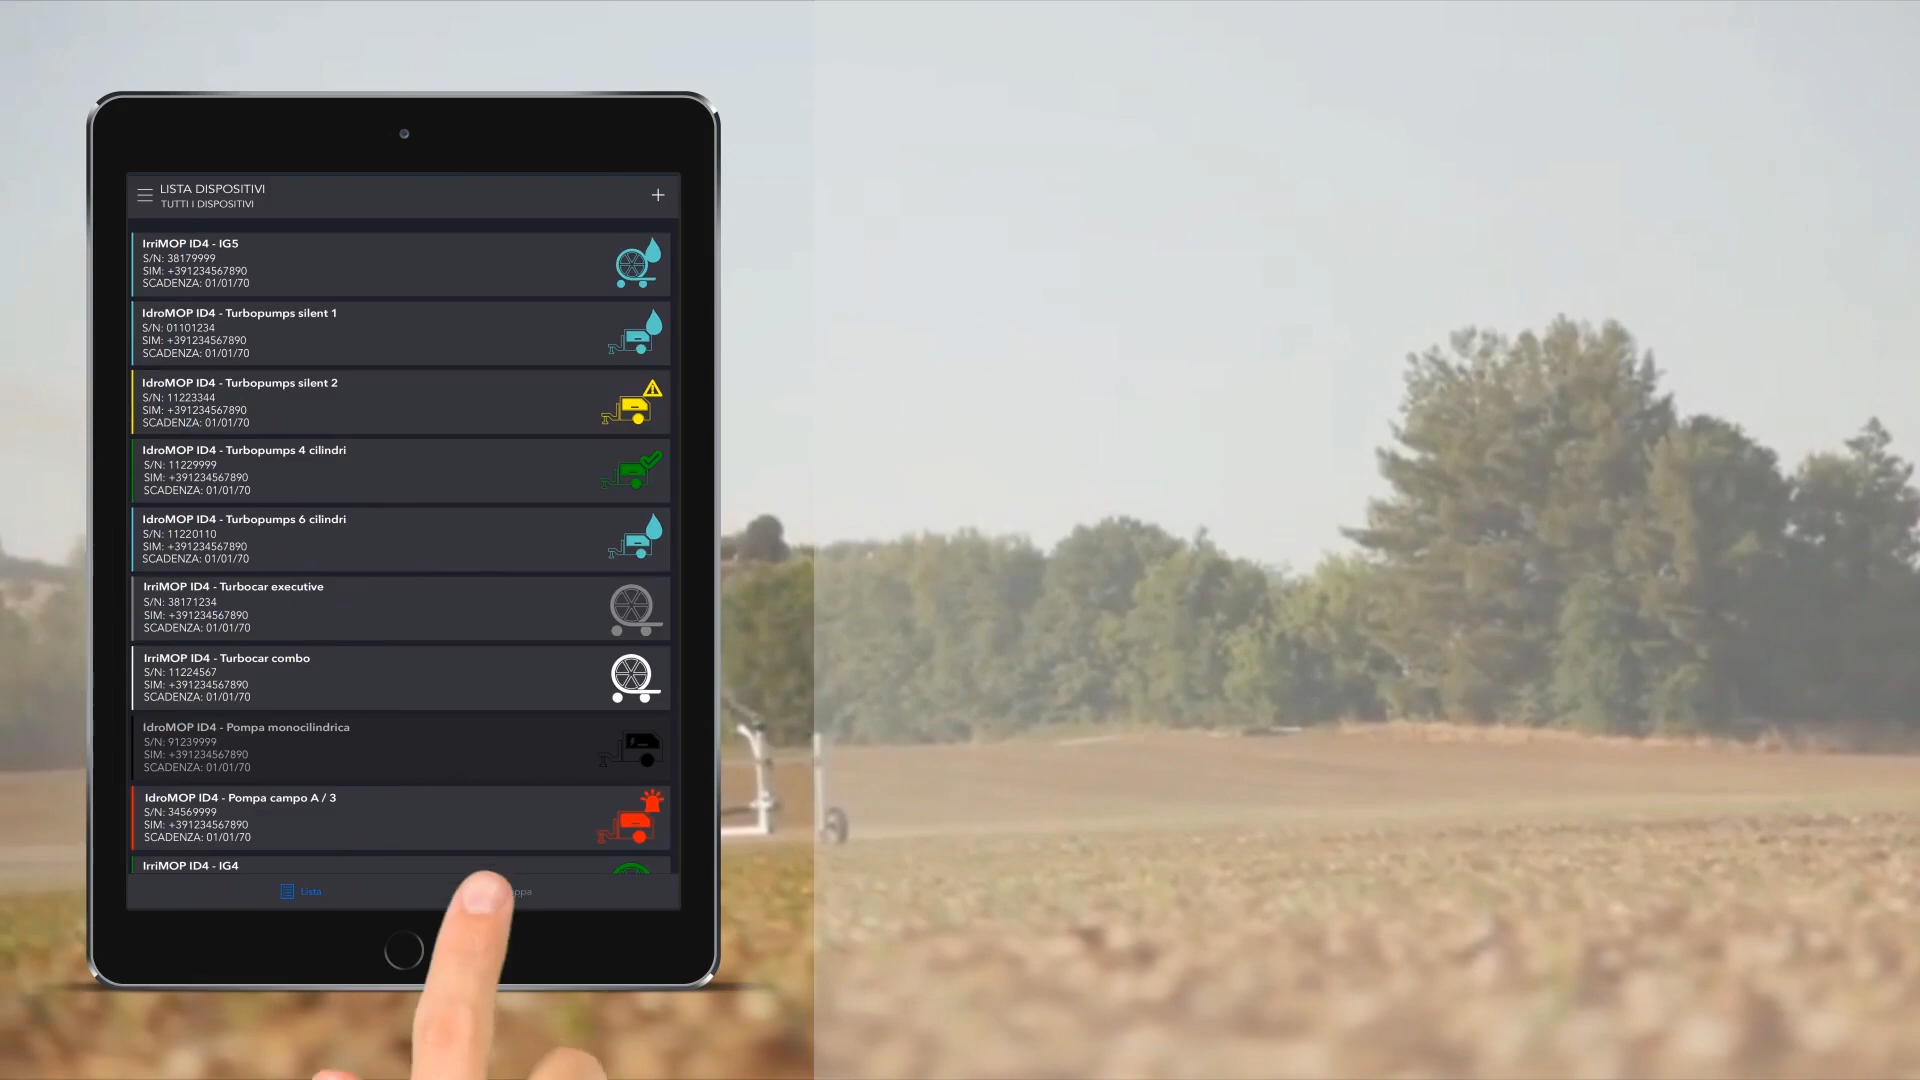 LISTA DISPOSITIVI
TUTTI I DISPOSITIVI
IrriMOP ID4 - IG5
S/N: 38179999
SIM: +391234567890
SCADENZA: 01/01/70
IdroMOP ID4 - Turbopumps silent 1
S/N: 01101234
SIM: +391234567890
SCADENZA: 01/01/70
IdroMOP ID4 - Turbopumps silent 2
S/N: 11223344
SIM: +391234567890
SCADENZA: 01/01/70
IdroMOP ID4 - Turbopumps 4 cilindri
S/N: 11229999
SIM: +391234567890
SCADENZA: 01/01/70
IdroMOP ID4 - Turbopumps 6 cilindri
S/N: 11220110
SIM: +391234567890
SCADENZA: 01/01/70
IrriMOP ID4 - Turbocar executive
S/N: 38171234
SIM: +391234567890
SCADENZA: 01/01/70
IrriMOP ID4 - Turbocar combo
S/N: 11224567
SIM: +391234567890
SCADENZA: 01/01/70
IdroMOP ID4 - Pompa monocilindrica
S/N: 91239999
SIM: +391234567890
SCADENZA: 01/01/70
IdroMOP ID4 - Pompa campo A / 3
S/N: 34569999
SIM: +391234567890
SCADENZA: 01/01/70
IrriMOP ID4 - IG4
Lista